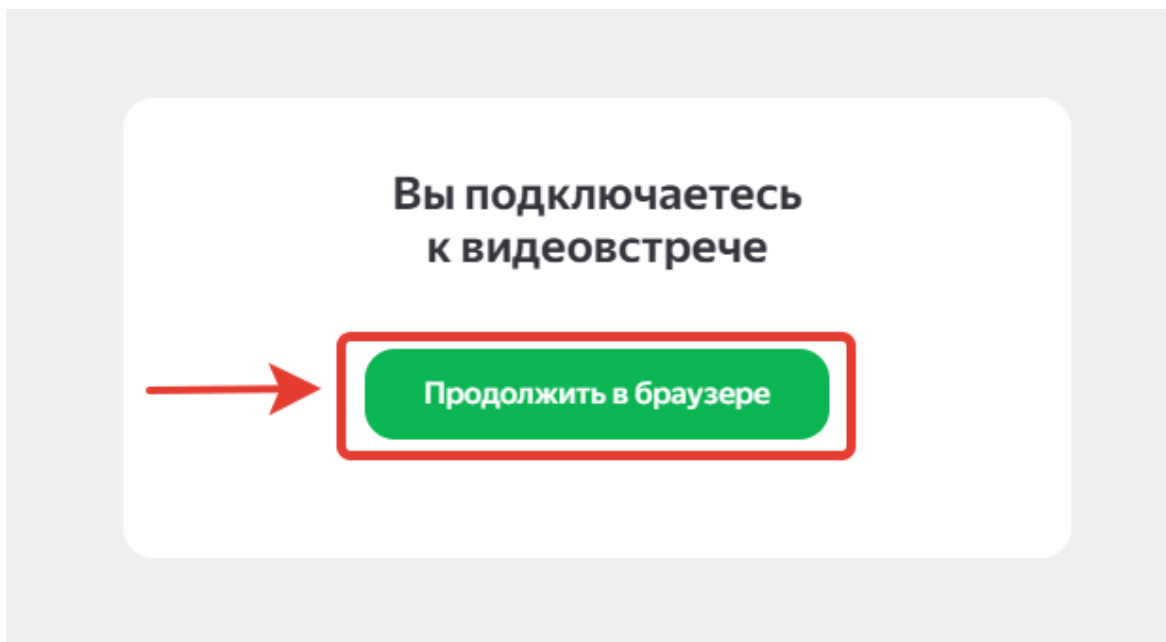 Вы подключаетесь
к видеовстрече
Продолжить в браузере